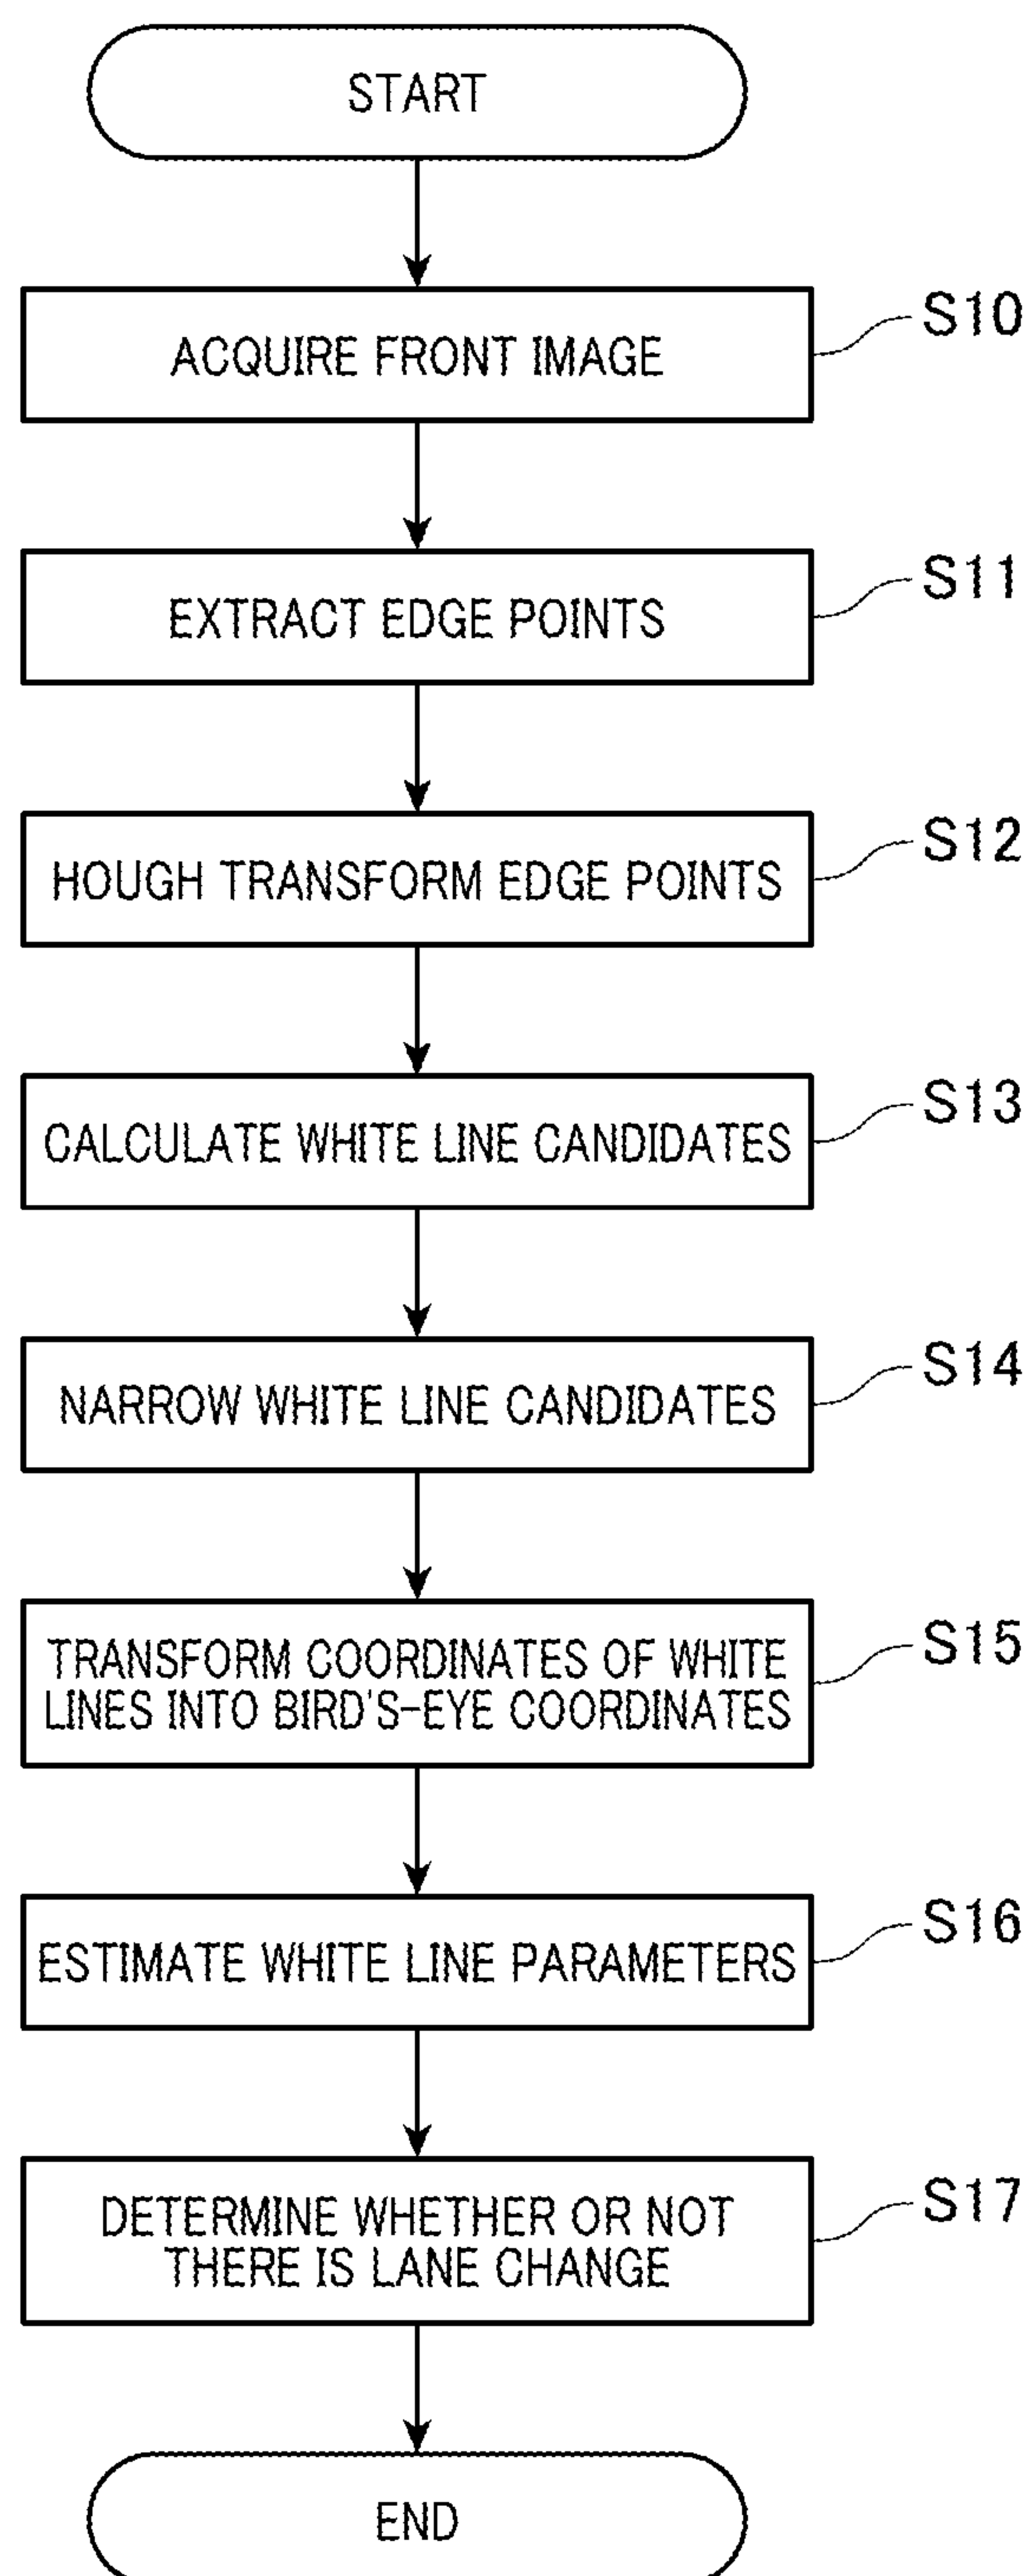 START
ACQUIRE FRONT IMAGE
S10
EXTRACT EDGE POINTS
S11
HOUGH TRANSFORM EDGE POINTS
S12
CALCULATE WHITE LINE CANDIDATES
S13
NARROW WHITE LINE CANDIDATES
S14
TRANSFORM COORDINATES OF WHITE
LINES INTO BIRD'S-EYE COORDINATES
S15
ESTIMATE WHITE LINE PARAMETERS
S16
DETERMINE WHETHER OR NOT
THERE IS LANE CHANGE
S17
END